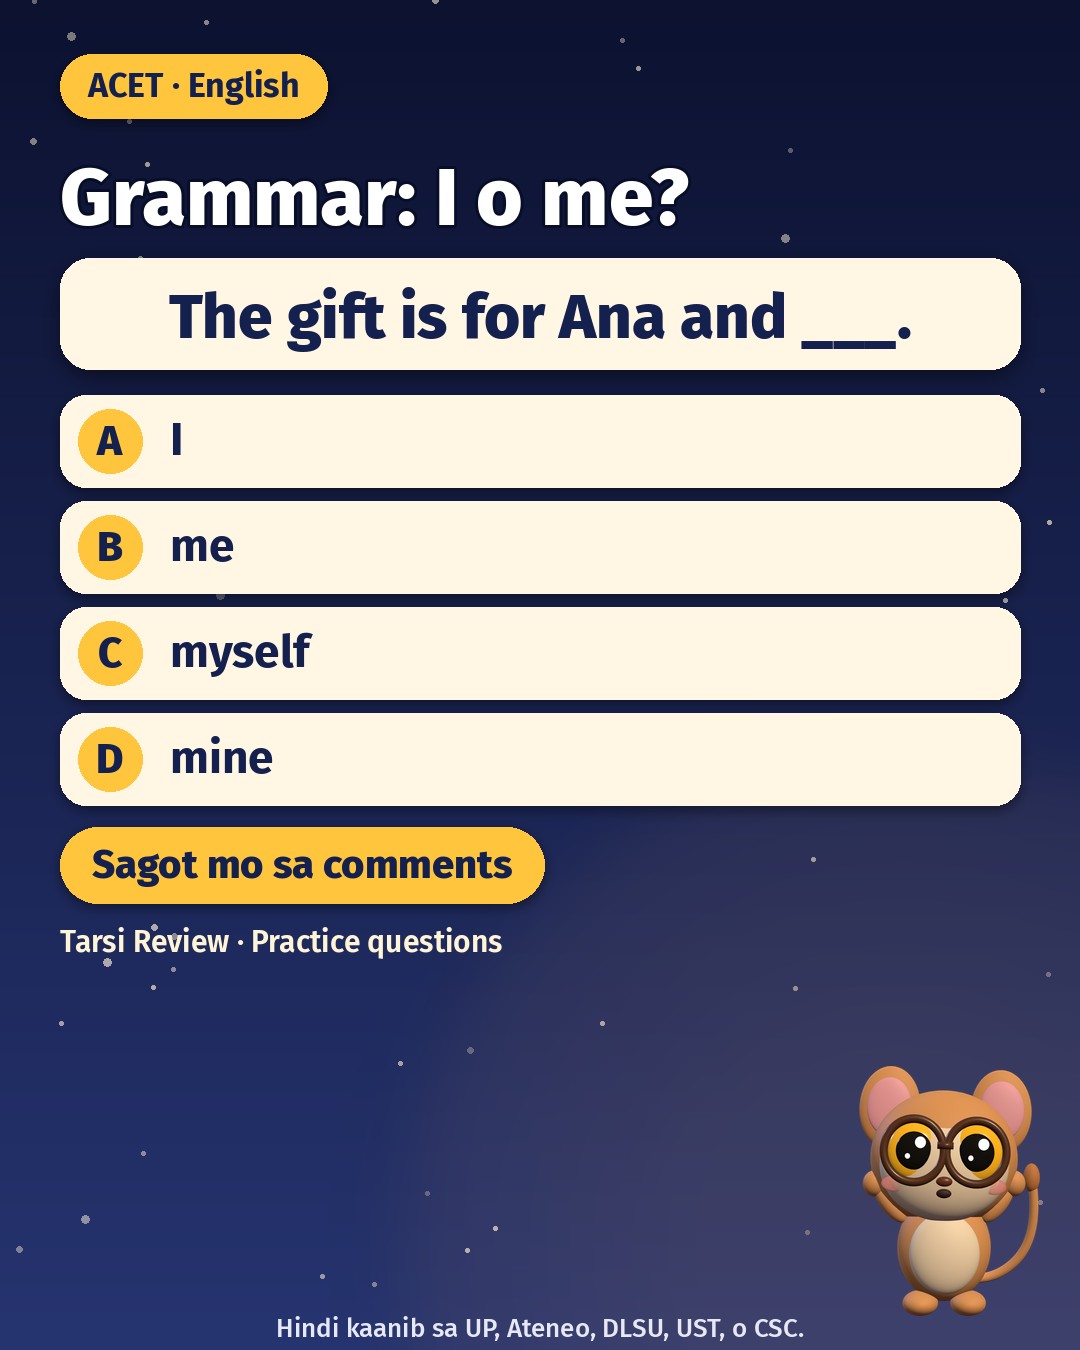 ACET · English
Grammar: I o me?
The gift is for Ana and ___.
A I
B me
C myself
D mine
Sagot mo sa comments
Tarsi Review · Practice questions
Hindi kaanib sa UP, Ateneo, DLSU, UST, o CSC.